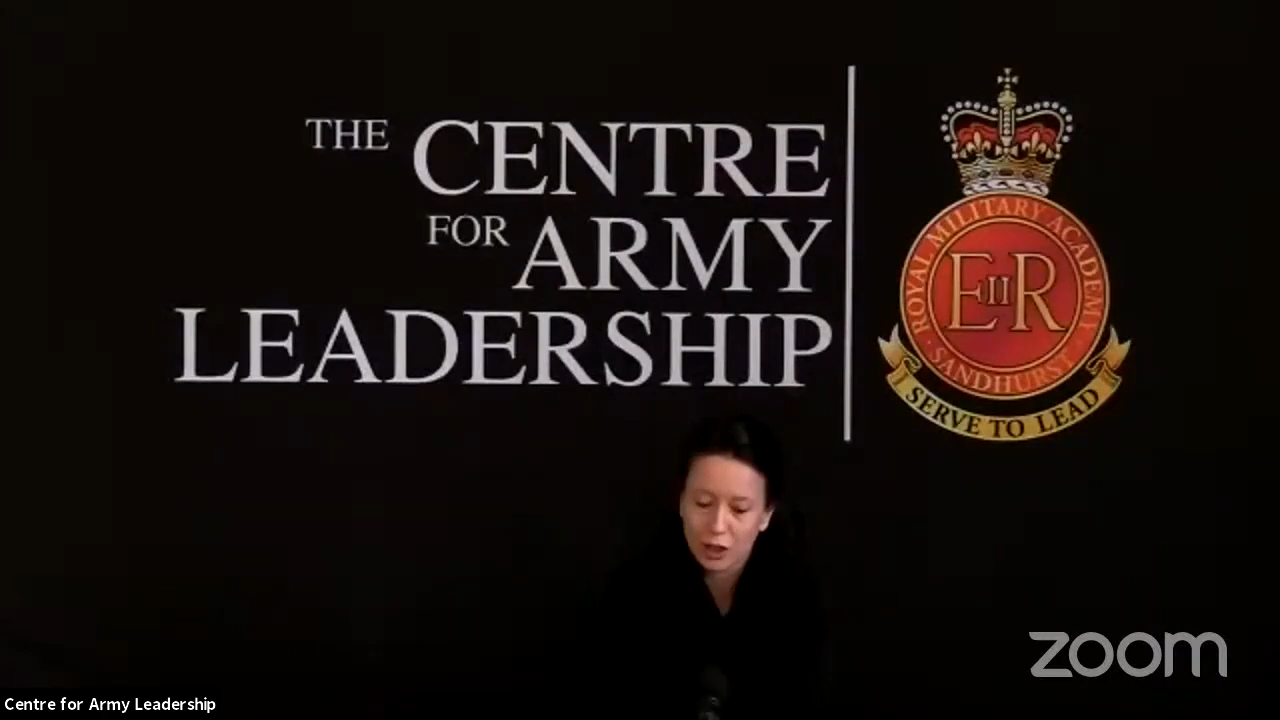 THE CENTRE
FOR ARMY
LEADERSHIP
ROYAL MILITARY ACADEMY
SANDHURST
EIIR
SERVE TO LEAD
zoom
Centre for Army Leadership